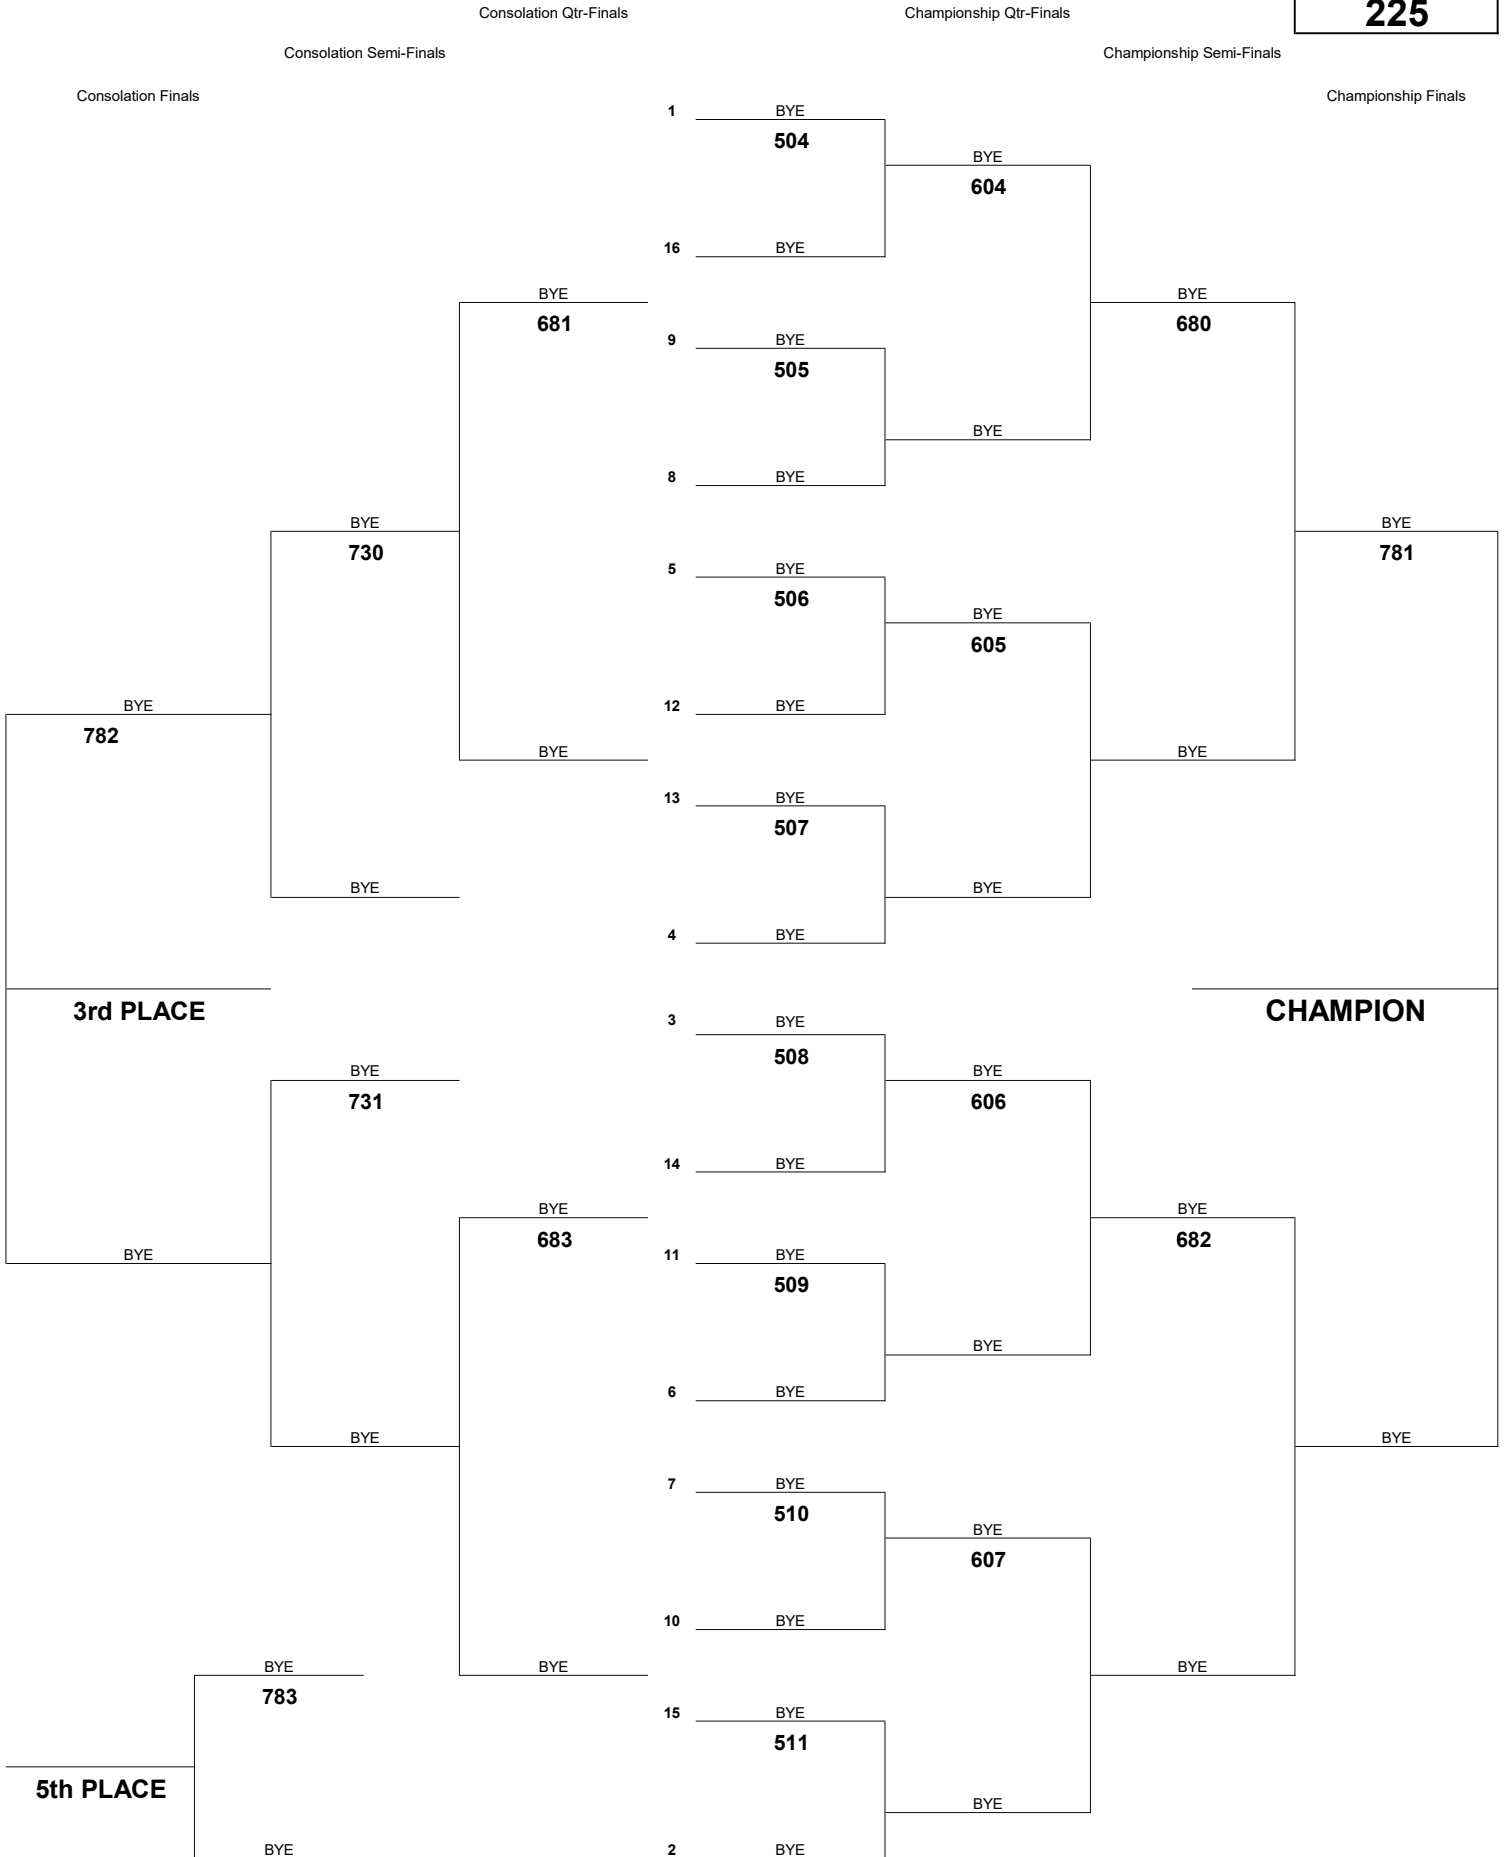 Consolation Qtr-Finals Championship Qtr-Finals 225
Consolation Semi-Finals Championship Semi-Finals
Consolation Finals Championship Finals
1 BYE
504
BYE
604
16 BYE
BYE BYE
681 680
9 BYE
505
BYE
8 BYE
BYE BYE
730 781
5 BYE
506
BYE
605
12 BYE
BYE
782
BYE BYE
13 BYE
507
BYE BYE
4 BYE
3rd PLACE CHAMPION
3 BYE
508
BYE BYE
731 606
14 BYE
BYE BYE
683 682
BYE 11 BYE
509
BYE
6 BYE
BYE BYE
7 BYE
510
BYE
607
10 BYE
BYE BYE BYE
783
15 BYE
511
5th PLACE
BYE
BYE 2 BYE